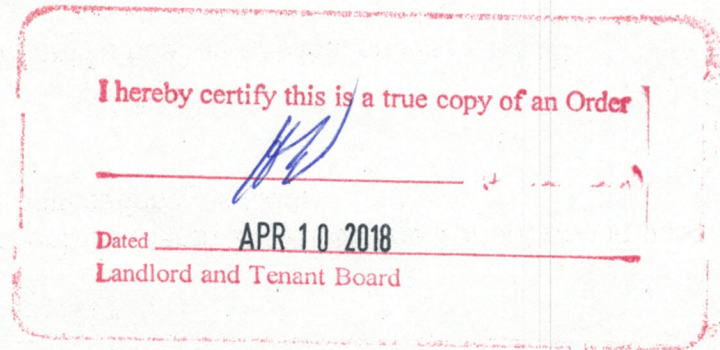 I hereby certify this is a true copy of an Order
Dated APR 10 2018
Landlord and Tenant Board